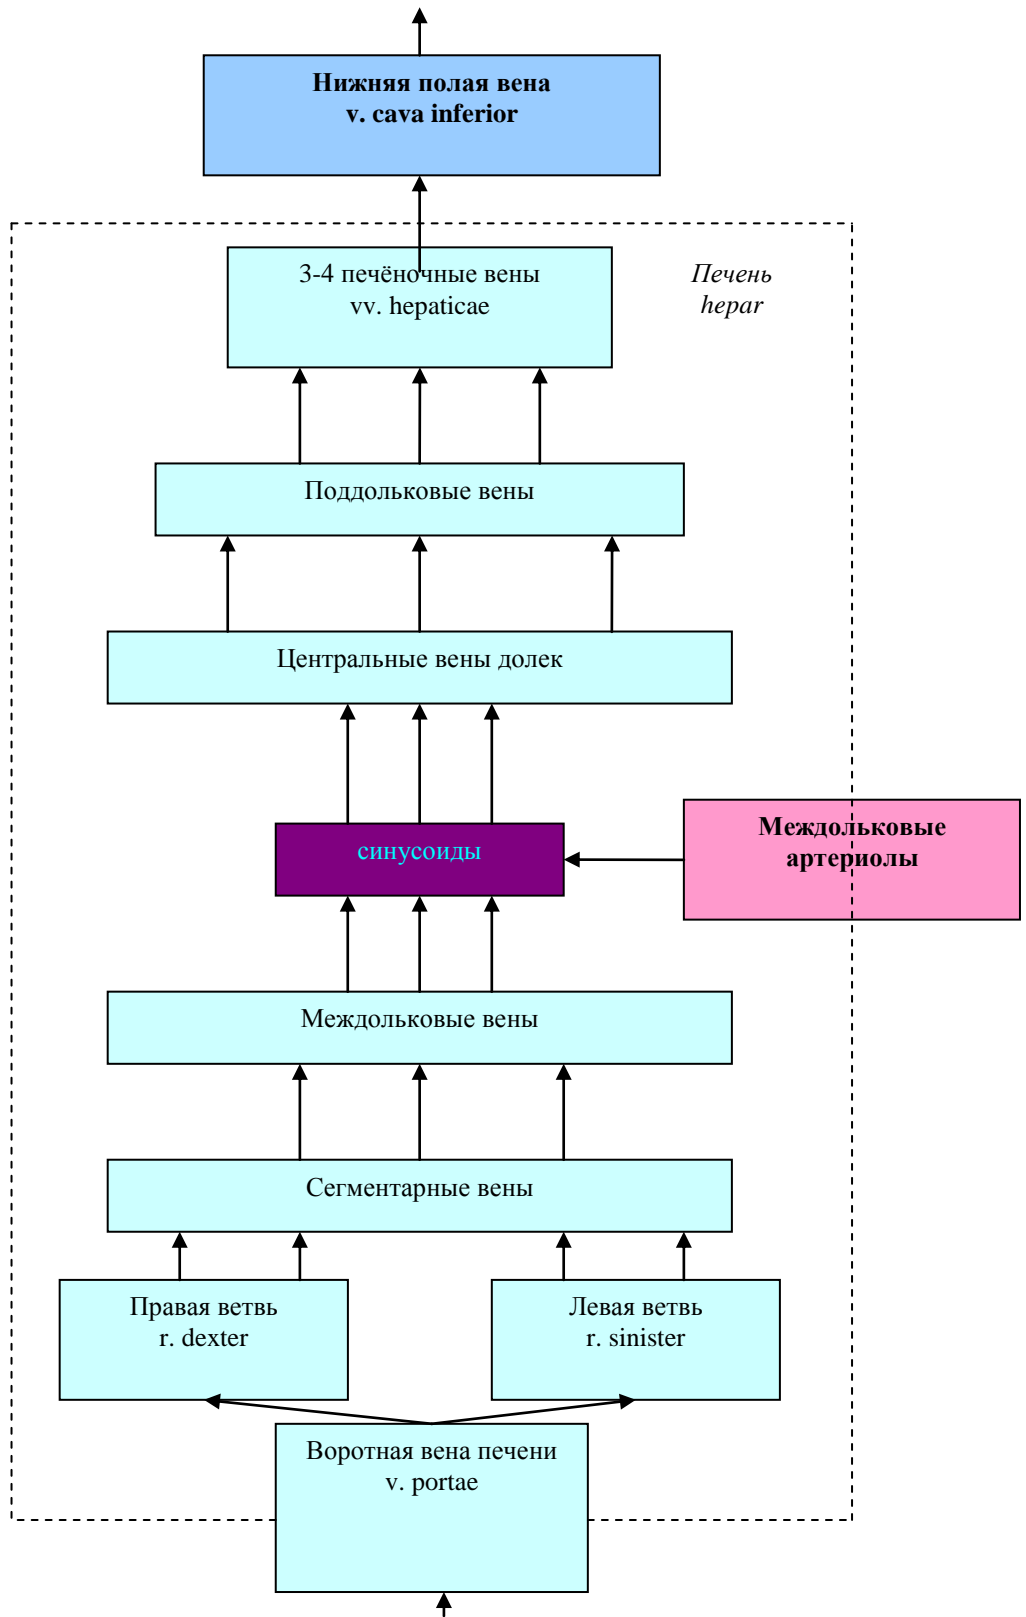 Нижняя полая вена
v. cava inferior
3-4 печёночные вены
vv. hepaticae
Печень
hepar
Поддольковые вены
Центральные вены долек
синусоиды
Междольковые
артериолы
Междольковые вены
Сегментарные вены
Правая ветвь
r. dexter
Левая ветвь
r. sinister
Воротная вена печени
v. portae